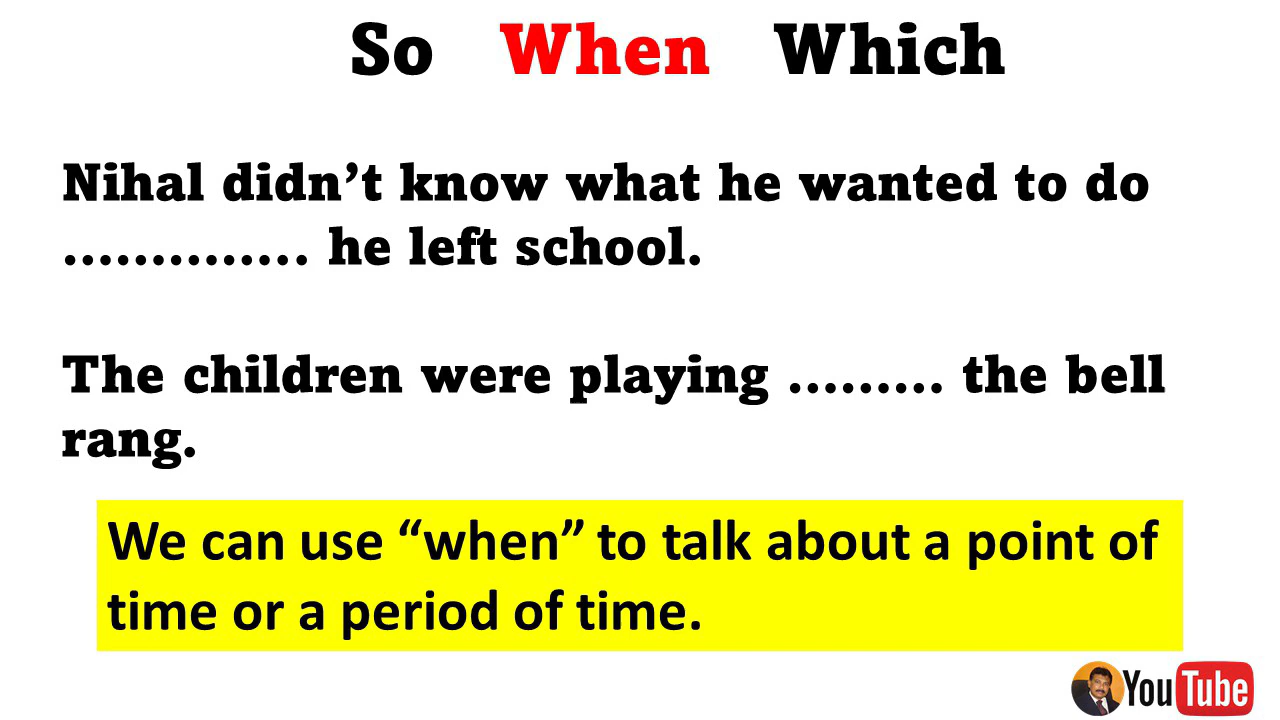 So When Which
Nihal didn’t know what he wanted to do
.............. he left school.
The children were playing ......... the bell
rang.
We can use “when” to talk about a point of
time or a period of time.
YouTube